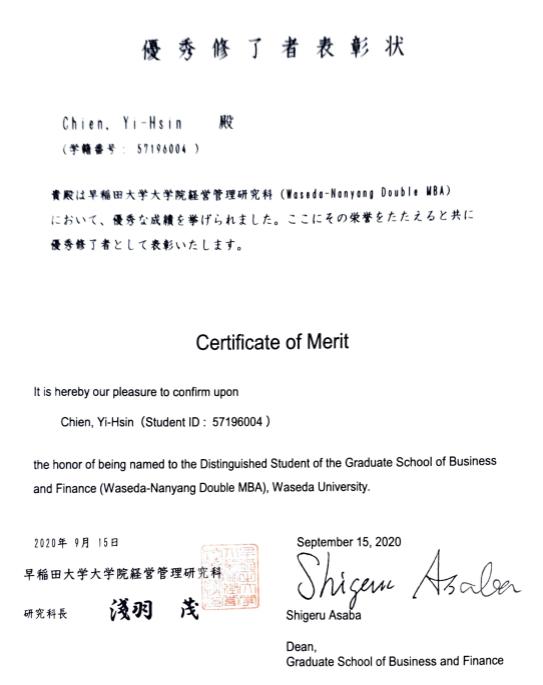 優秀修了者表彰状
Chien, Yi-Hsin 殿
（学籍番号： 57196004 ）
貴殿は早稲田大学大学院経営管理研究科（Waseda-Nanyang Double MBA）
において、優秀な成績を挙げられました。ここにその栄誉をたたえると共に
優秀修了者として表彰いたします。
Certificate of Merit
It is hereby our pleasure to confirm upon
Chien, Yi-Hsin（Student ID : 57196004 ）
the honor of being named to the Distinguished Student of the Graduate School of Business
and Finance (Waseda-Nanyang Double MBA), Waseda University.
2020年 9月 15日
早稲田大学大学院経営管理研究科
研究科長 淺羽 茂
September 15, 2020
Shigeru Asaba
Shigeru Asaba
Dean,
Graduate School of Business and Finance